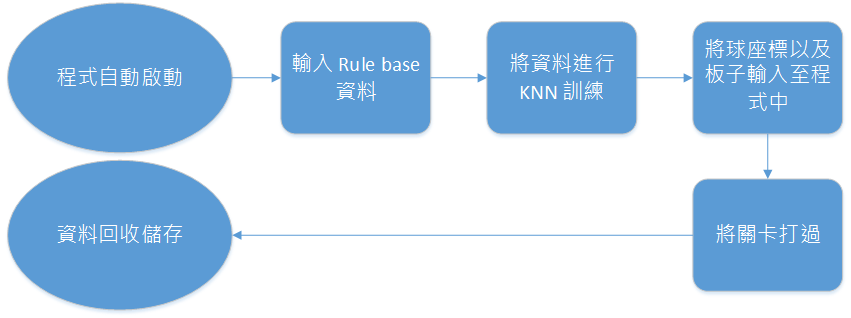 程式自動啟動
輸入 Rule base
資料
將資料進行
KNN 訓練
將球座標以及
板子輸入至程
式中
將關卡打過
資料回收儲存